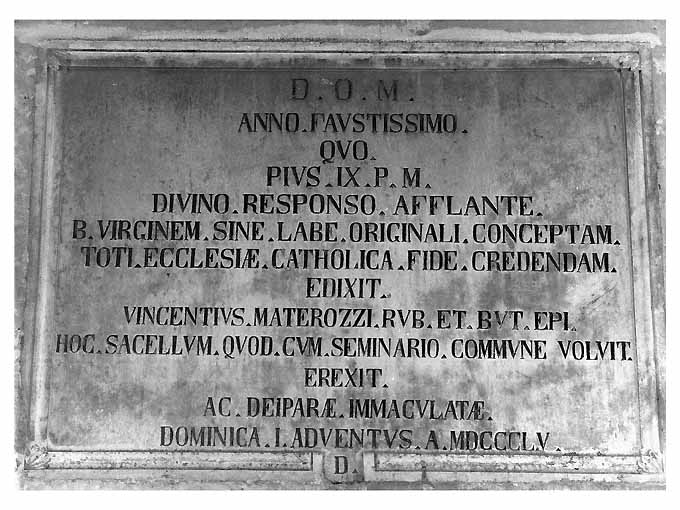 D.O.M.
ANNO.FAVSTISSIMO.
QVO.
PIVS.IX.P.M.
DIVINO.RESPONSO.AFFLANTE.
B.VIRGINEM.SINE.LABE.ORIGINALI.CONCEPTAM.
TOTI.ECCLESIÆ.CATHOLICA.FIDE.CREDENDAM.
EDIXIT.
VINCENTIVS.MATEROZZI.RVB.ET.BVT.EPI.
HOC.SACELLVM.QVOD.CVM.SEMINARIO.COMMVNE VOLVIT.
EREXIT.
AC.DEIPARÆ.IMMACVLATÆ.
DOMINICA.I.ADVENTVS.A.MDCCCLV.
D.